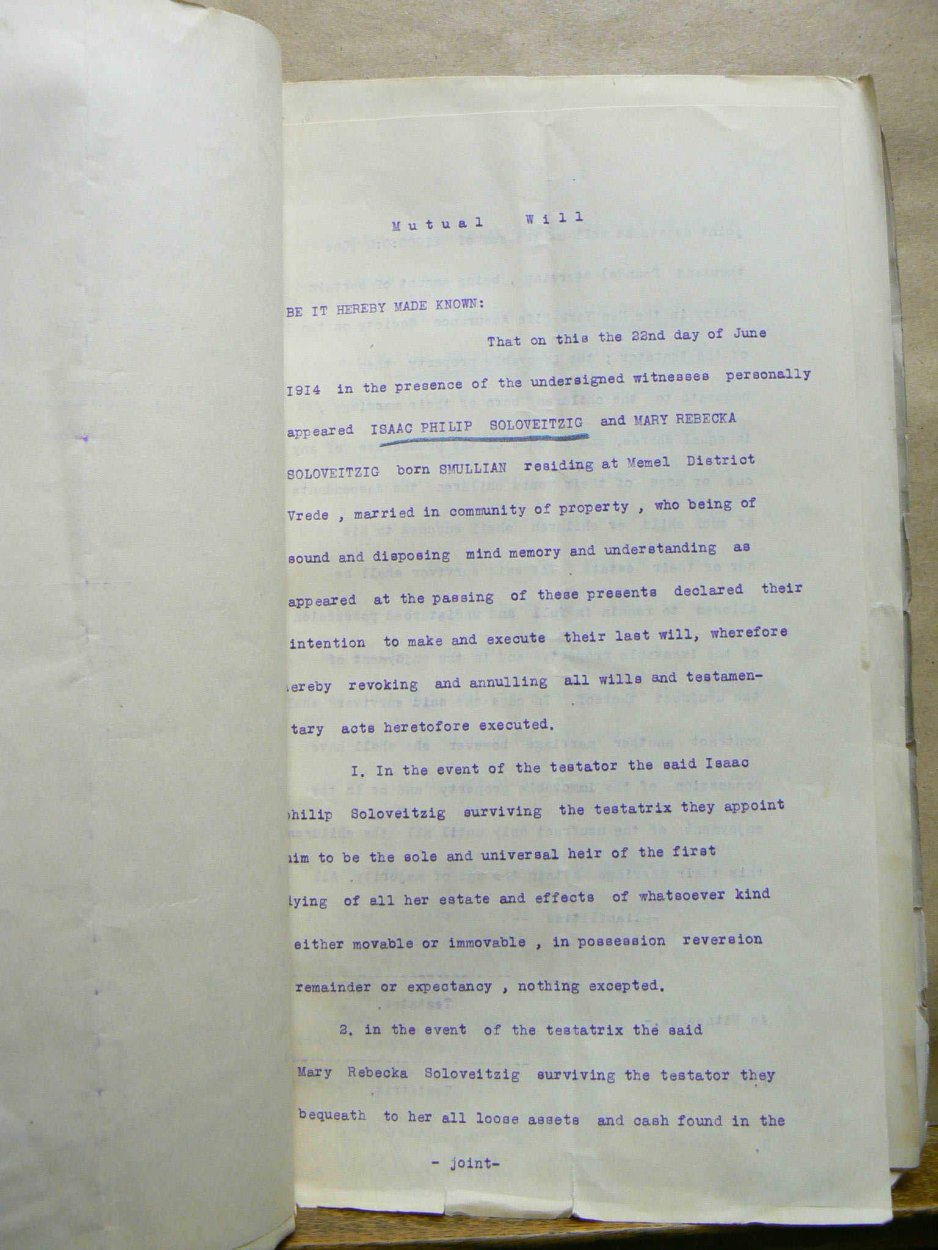 Mutual Will
BE IT HEREBY MADE KNOWN:
That on this the 22nd day of June
1914 in the presence of the undersigned witnesses personally
appeared ISAAC PHILIP SOLOVEITZIG and MARY REBECKA
SOLOVEITZIG born SMULLIAN residing at Memel District
Vrede , married in community of property , who being of
sound and disposing mind memory and understanding as
appeared at the passing of these presents declared their
intention to make and execute their last will, wherefore
ereby revoking and annulling all wills and testamen-
tary acts heretofore executed.
I. In the event of the testator the said Isaac
hilip Soloveitzig surviving the testatrix they appoint
him to be the sole and universal heir of the first
ying of all her estate and effects of whatsoever kind
either movable or immovable , in possession reversion
remainder or expectancy , nothing excepted.
2. in the event of the testatrix the said
Mary Rebecka Soloveitzig surviving the testator they
bequeath to her all loose assets and cash found in the
- joint-